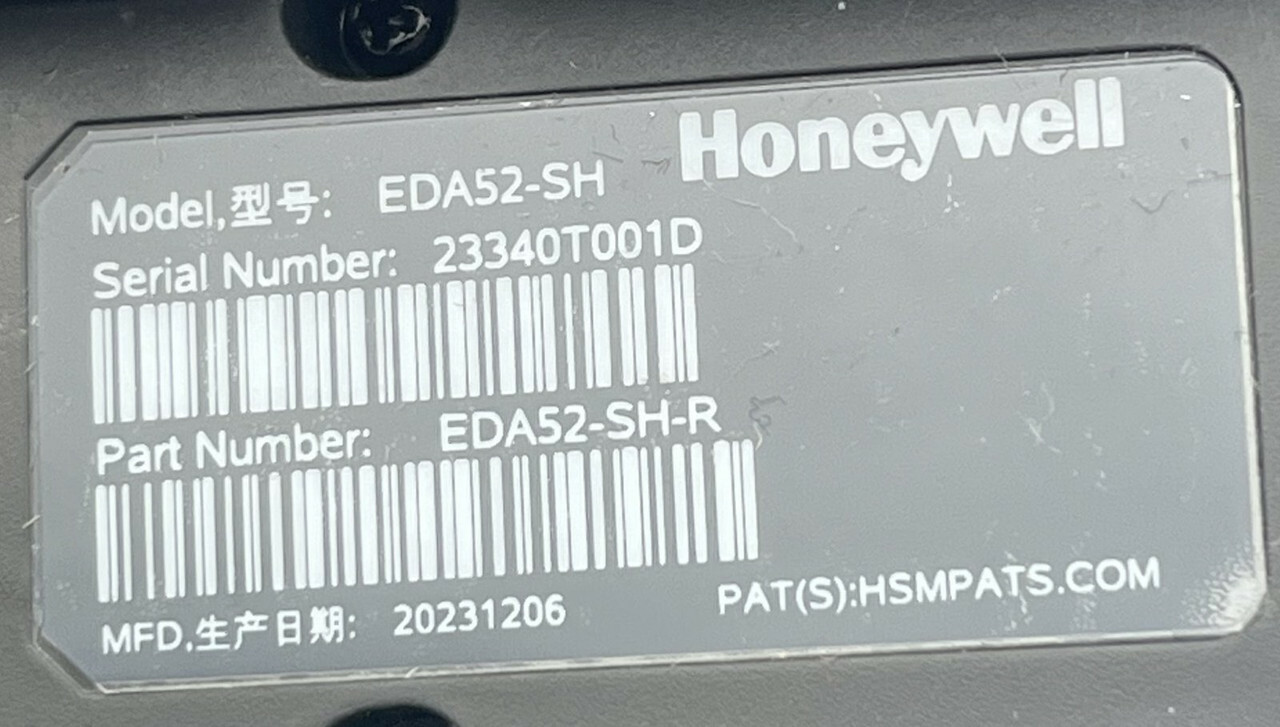 Honeywell
Model,型号: EDA52-SH
Serial Number: 23340T001D
Part Number: EDA52-SH-R
MFD.生产日期: 20231206
PAT(S):HSMPATS.COM